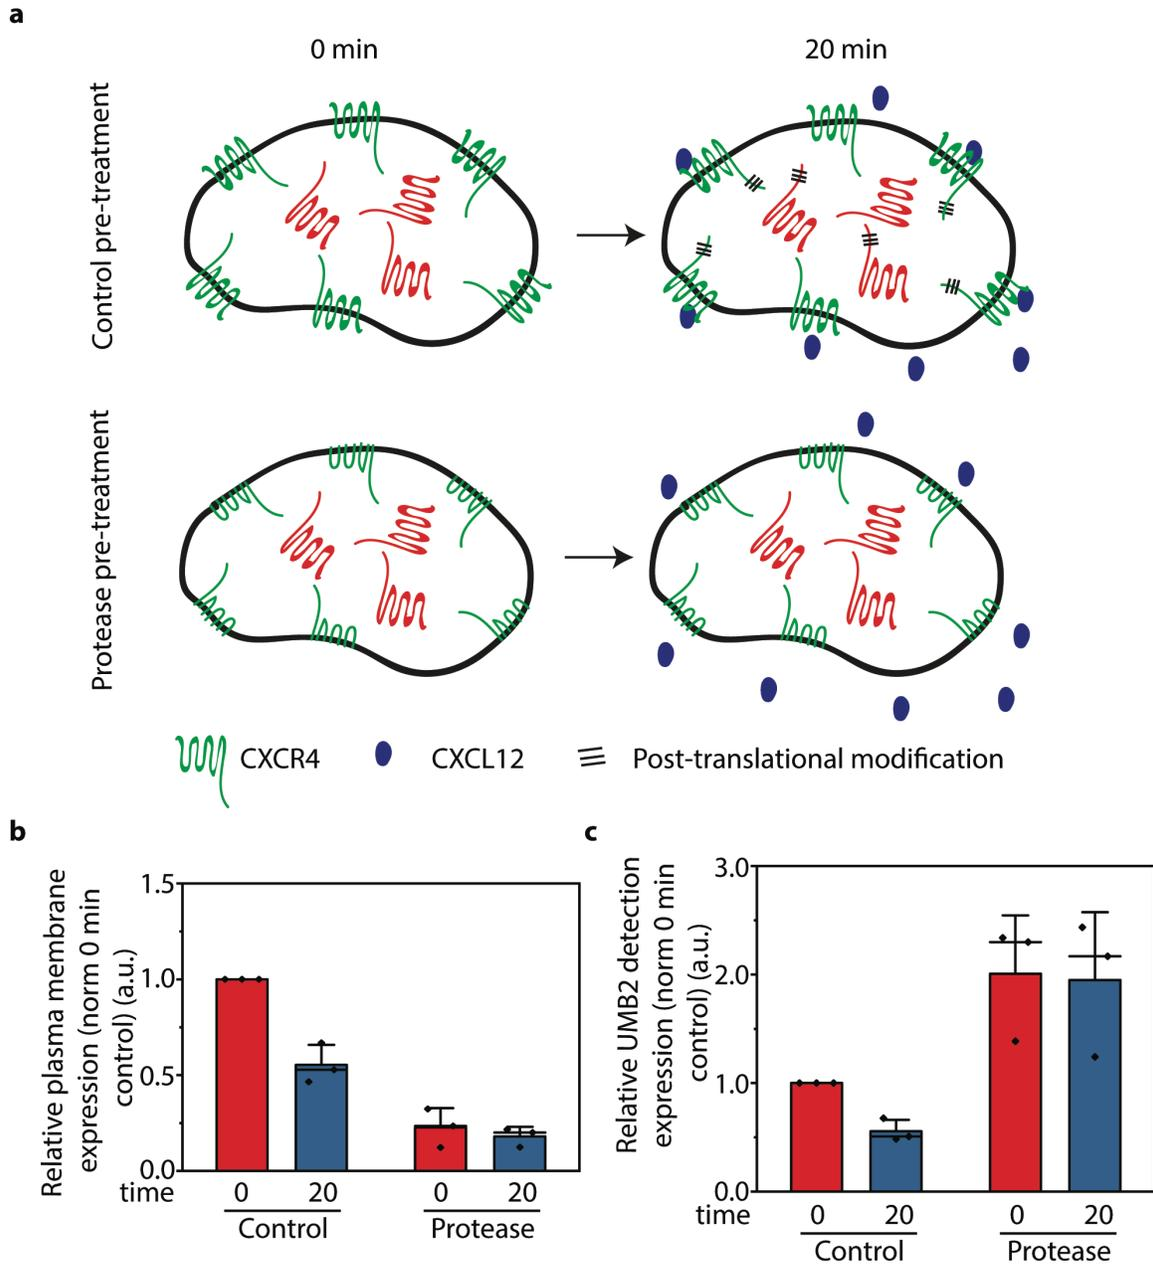 a
0 min
20 min
Control pre-treatment
Protease pre-treatment
CXCR4
CXCL12
Post-translational modification
b
Relative plasma membrane
expression (norm 0 min
control) (a.u.)
1.5
1.0
0.5
0.0
time
0
20
0
20
Control
Protease
c
Relative UMB2 detection
expression (norm 0 min
control) (a.u.)
3.0
2.0
1.0
0.0
time
0
20
0
20
Control
Protease